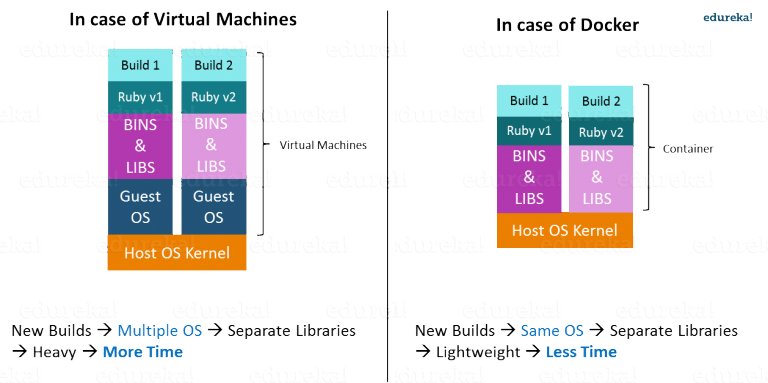 In case of Virtual Machines
Build 1
Build 2
Ruby v1
Ruby v2
BINS
&
LIBS
BINS
&
LIBS
Guest
OS
Guest
OS
Host OS Kernel
Virtual Machines
New Builds → Multiple OS → Separate Libraries
→ Heavy → More Time
In case of Docker
edureka!
Build 1
Build 2
Ruby v1
Ruby v2
BINS
&
LIBS
BINS
&
LIBS
Host OS Kernel
Container
New Builds → Same OS → Separate Libraries
→ Lightweight → Less Time